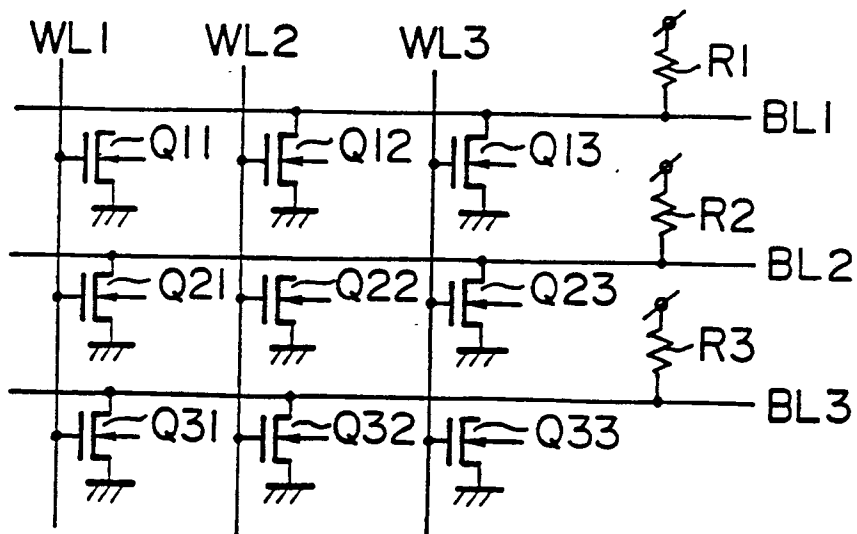 WL1 WL2 WL3 R1
BL1
Q11 Q12 Q13
R2
BL2
Q21 Q22 Q23
R3
BL3
Q31 Q32 Q33